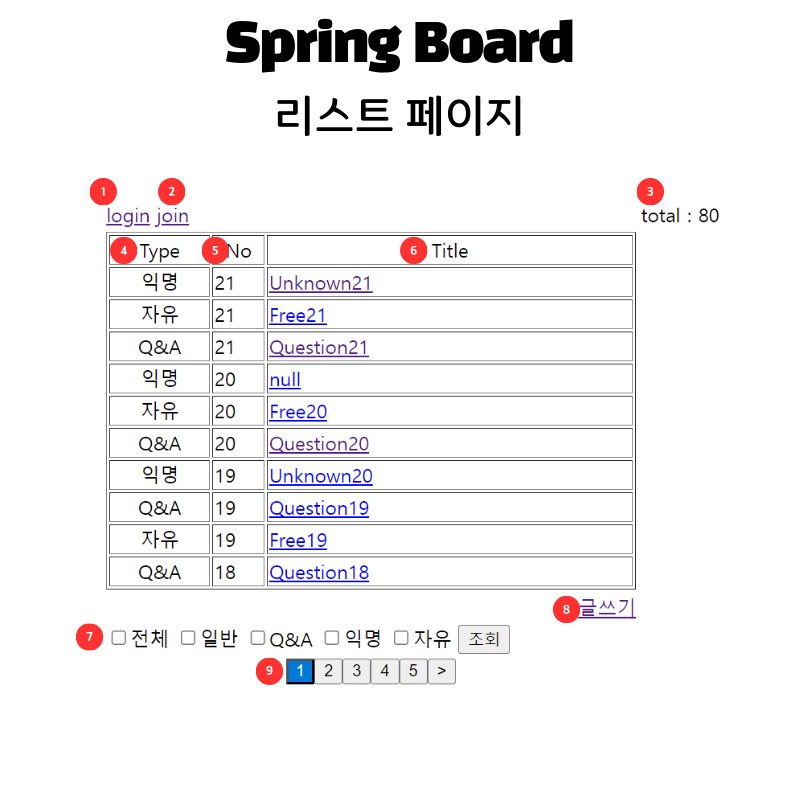 Spring Board
리스트 페이지
1 2 3
login join total : 80
4 Type 5 No 6 Title
익명 21 Unknown21
자유 21 Free21
Q&A 21 Question21
익명 20 null
자유 20 Free20
Q&A 20 Question20
익명 19 Unknown20
Q&A 19 Question19
자유 19 Free19
Q&A 18 Question18
8 글쓰기
7 전체 일반 Q&A 익명 자유 조회
9 1 2 3 4 5 >